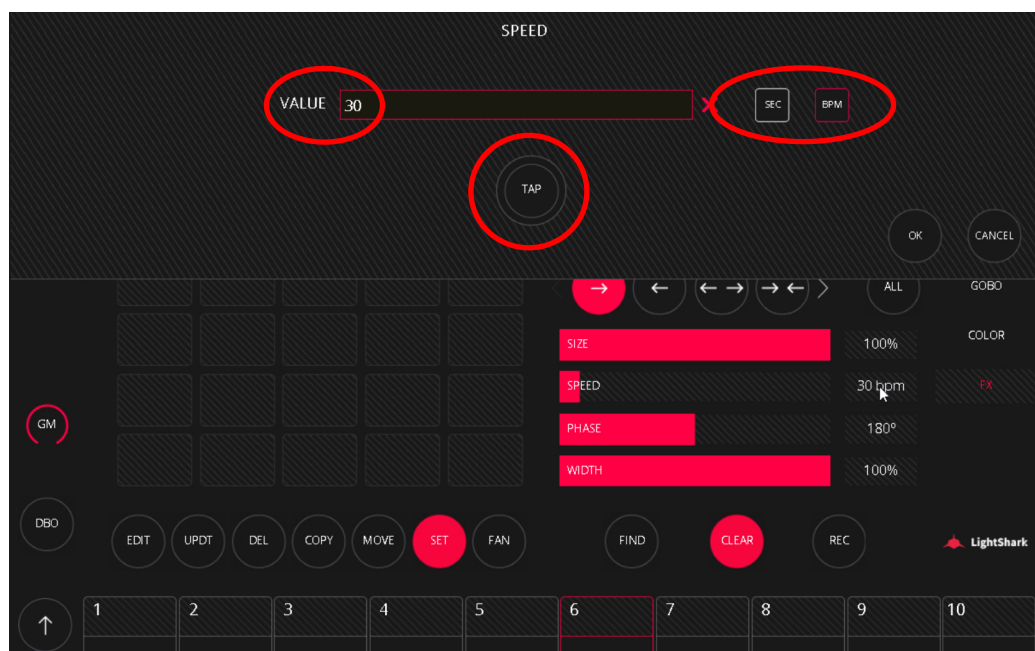 SPEED
VALUE 30 X SEC BPM
TAP
OK CANCEL
ALL GOBO
SIZE 100% COLOR
SPEED 30 bpm FX
GM PHASE 180º
WIDTH 100%
DBO EDIT UPDT DEL COPY MOVE SET FAN FIND CLEAR REC LightShark
1 2 3 4 5 6 7 8 9 10